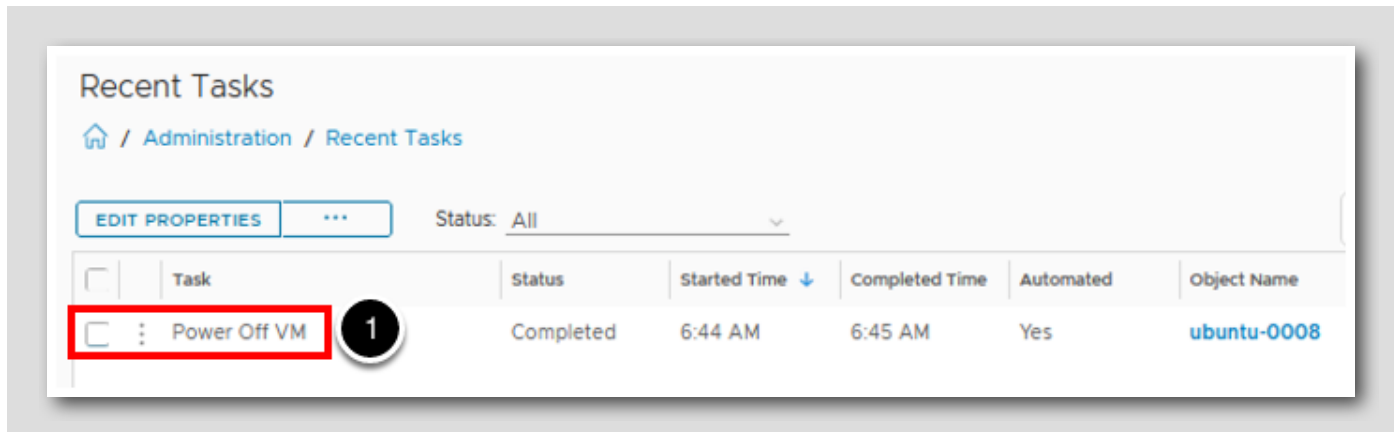 Recent Tasks
/ Administration / Recent Tasks
EDIT PROPERTIES ... Status: All
Task Status Started Time ↓ Completed Time Automated Object Name
Power Off VM 1 Completed 6:44 AM 6:45 AM Yes ubuntu-0008